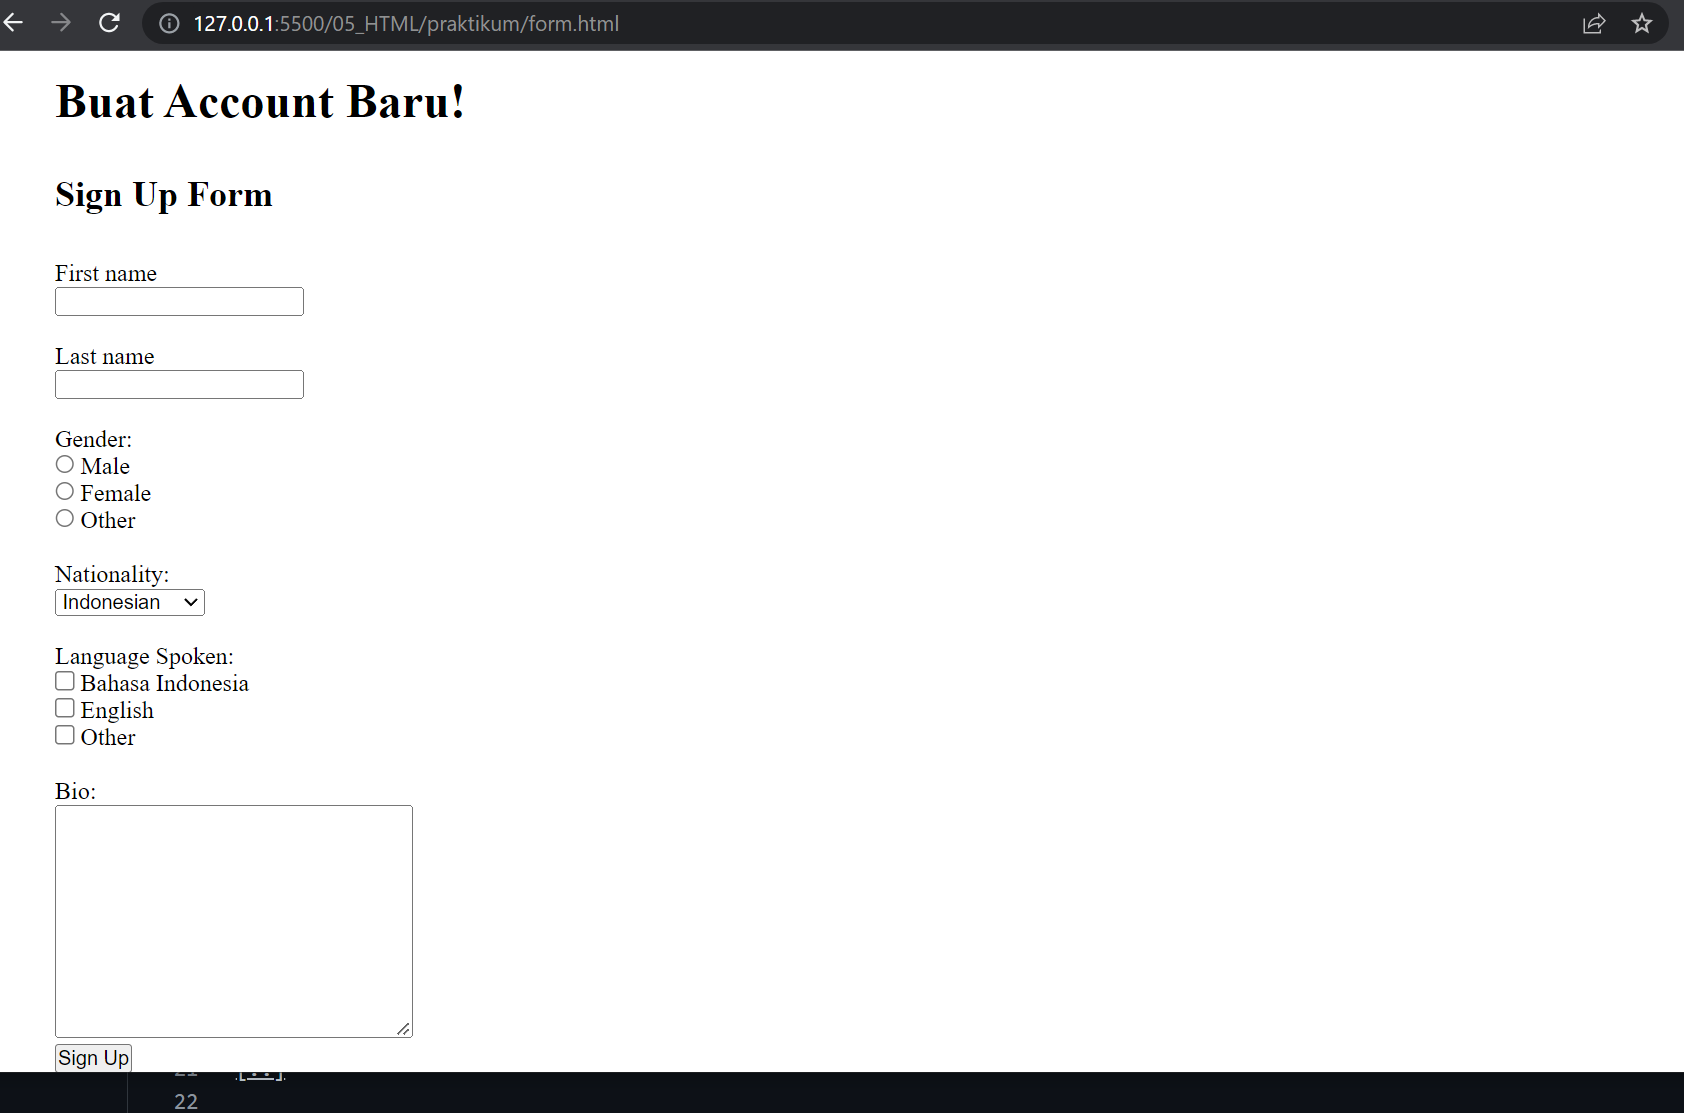 127.0.0.1:5500/05_HTML/praktikum/form.html
Buat Account Baru!
Sign Up Form
First name
Last name
Gender:
Male
Female
Other
Nationality:
Indonesian
Language Spoken:
Bahasa Indonesia
English
Other
Bio:
Sign Up
22